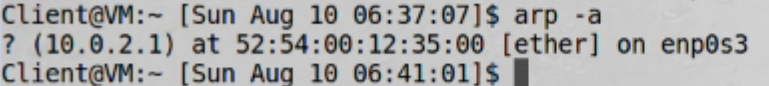 Client@VM:~ [Sun Aug 10 06:37:07]$ arp -a
? (10.0.2.1) at 52:54:00:12:35:00 [ether] on enp0s3
Client@VM:~ [Sun Aug 10 06:41:01]$